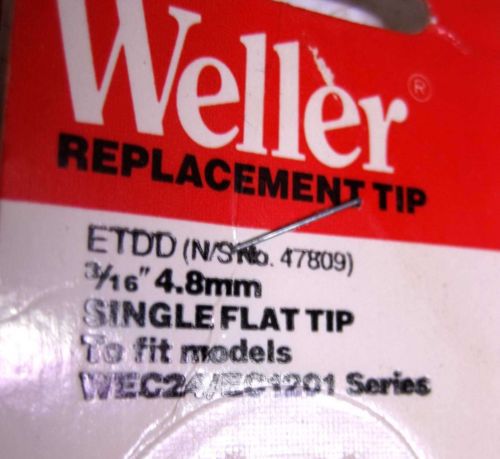 Weller®
REPLACEMENT TIP
ETDD (N/S No. 47809)
3/16" 4.8mm
SINGLE FLAT TIP
To fit models
WEC24/EC1201 Series